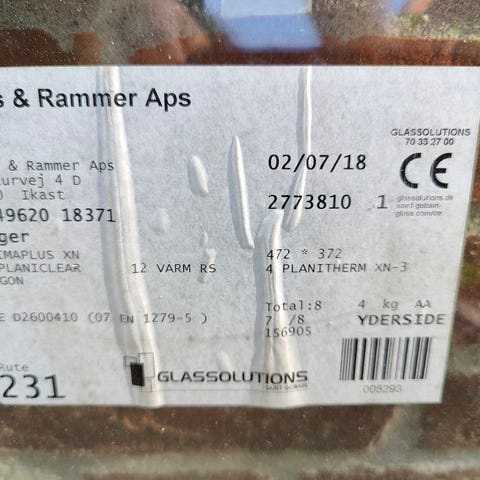 s & Rammer Aps
GLASSOLUTIONS
70 33 27 00
CE
glassolutions.dk
saint-gobain-
glass.com/ce
& Rammer Aps
urvej 4 D
Ikast
49620 18371
ger
02/07/18
2773810 1
IMAPLUS XN
PLANICLEAR
GON
12 VARM RS
472 * 372
4 PLANITHERM XN-3
E D2600410 (07 EN 1279-5 )
Total:8 4 kg AA
7 /8 YDERSIDE
156905
Rute
231
GLASSOLUTIONS
SAINT-GOBAIN
005293